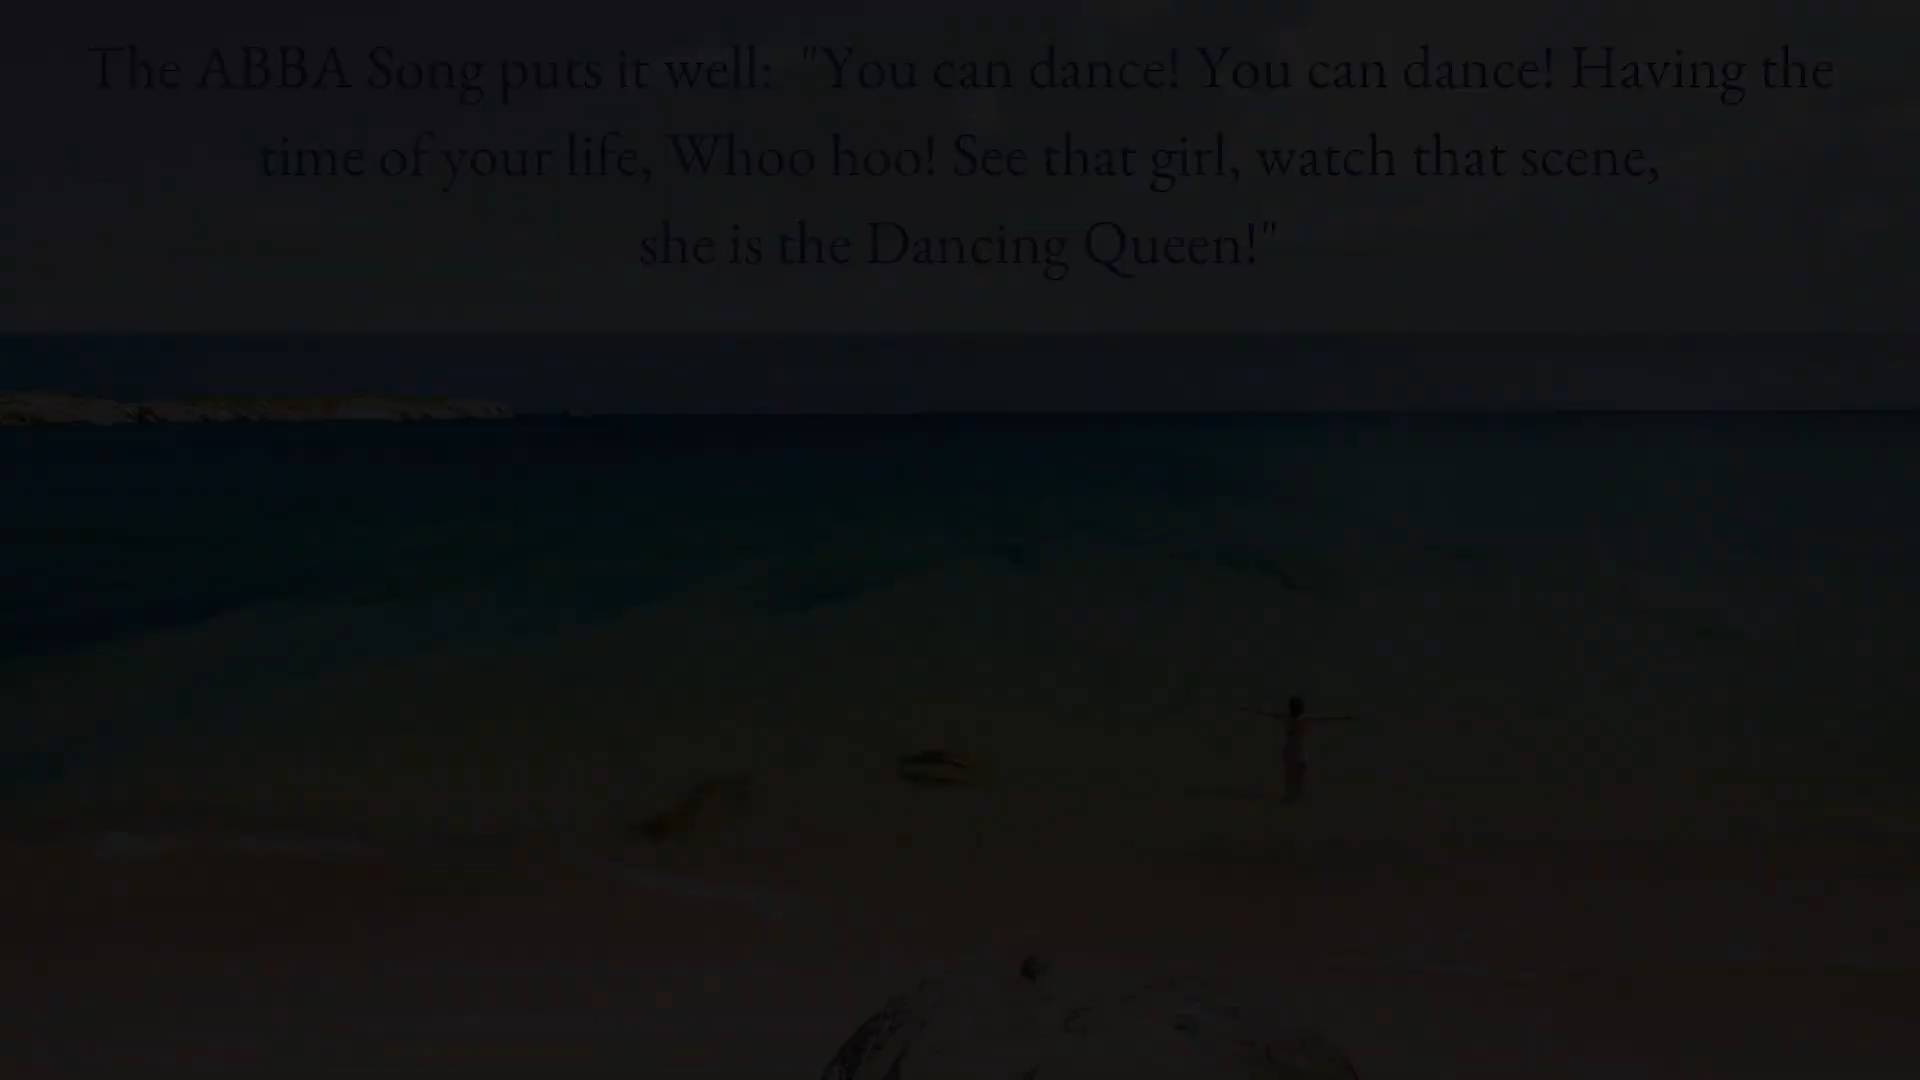 The ABBA Song puts it well:  "You can dance! You can dance! Having the
time of your life, Whoo hoo! See that girl, watch that scene,
she is the Dancing Queen!"